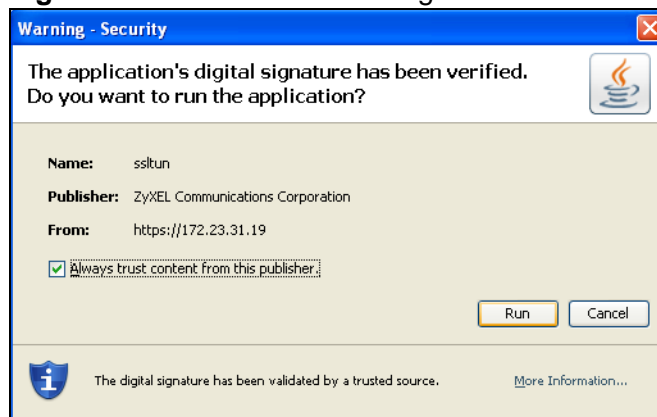 Warning - Security
The application's digital signature has been verified.
Do you want to run the application?
Name: ssltun
Publisher: ZyXEL Communications Corporation
From: https://172.23.31.19
Always trust content from this publisher.
Run Cancel
The digital signature has been validated by a trusted source. More Information...